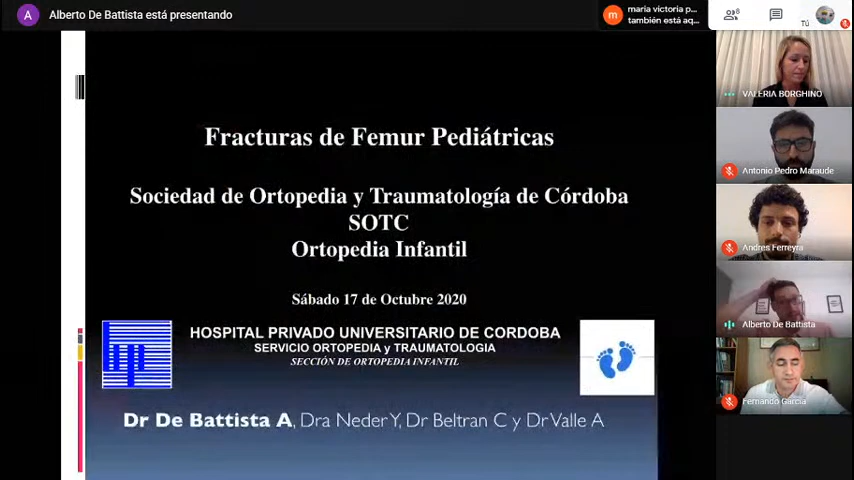 A Alberto De Battista está presentando
m maria victoria p...
también está aq...
8
Tú
Fracturas de Femur Pediátricas
Sociedad de Ortopedia y Traumatología de Córdoba
SOTC
Ortopedia Infantil
Sábado 17 de Octubre 2020
HOSPITAL PRIVADO UNIVERSITARIO DE CORDOBA
SERVICIO ORTOPEDIA y TRAUMATOLOGIA
SECCIÓN DE ORTOPEDIA INFANTIL
Dr De Battista A, Dra Neder Y, Dr Beltran C y Dr Valle A
VALERIA BORGHINO
Antonio Pedro Maraude
Andres Ferreyra
Alberto De Battista
Fernando Garcia